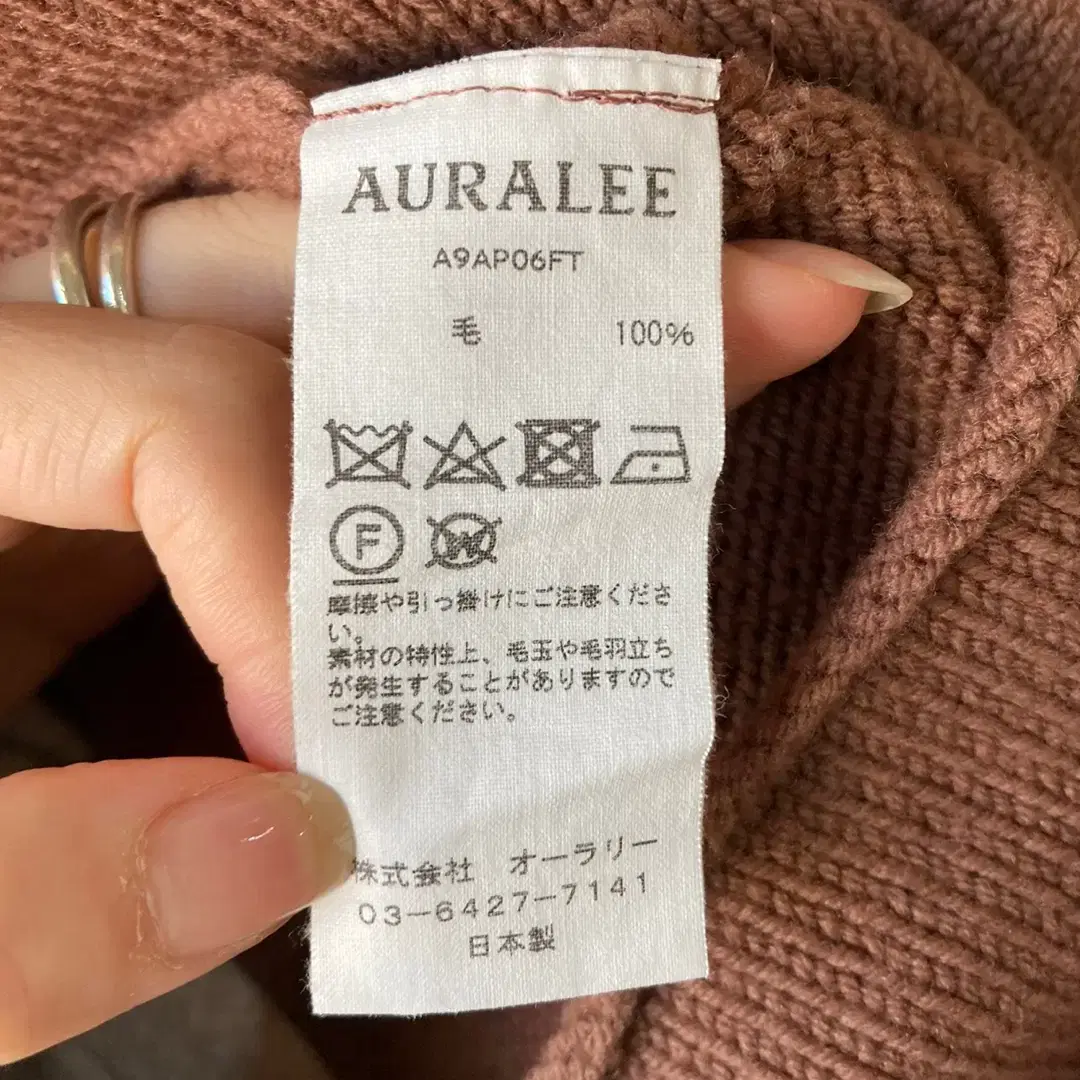 AURALEE
A9AP06FT
毛 100%
F
W
摩擦や引っ掛けにご注意くださ
い。
素材の特性上、毛玉や毛羽立ち
が発生することがありますので
ご注意ください。
株式会社 オーラリー
03-6427-7141
日本製